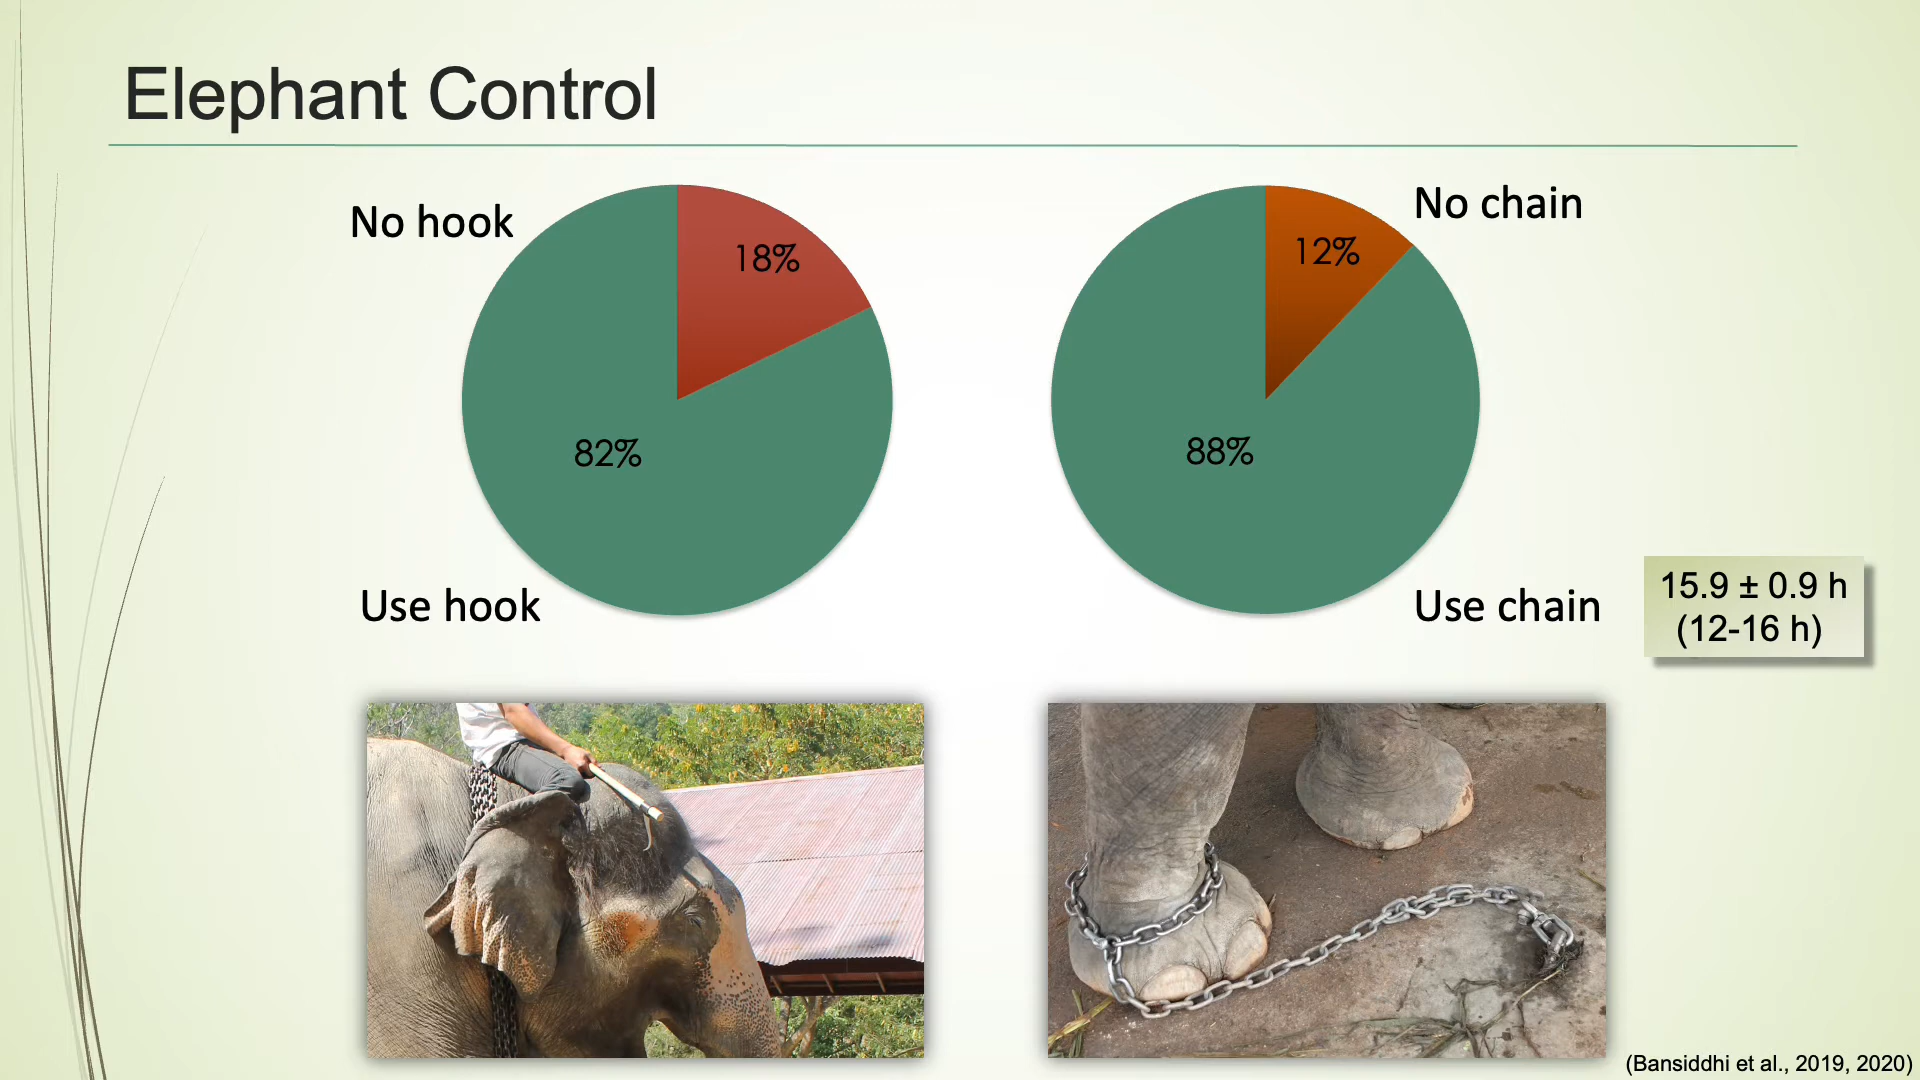 Elephant Control
No hook
18%
82%
Use hook
No chain
12%
88%
Use chain
15.9 ± 0.9 h
(12-16 h)
(Bansiddhi et al., 2019, 2020)